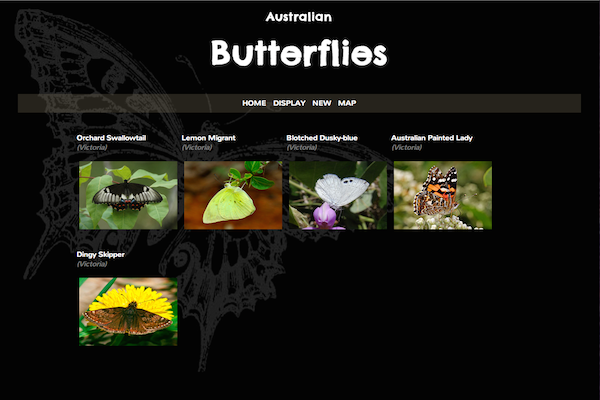 Australian
Butterflies
HOME DISPLAY NEW MAP
Orchard Swallowtail
(Victoria)
Lemon Migrant
(Victoria)
Blotched Dusky-blue
(Victoria)
Australian Painted Lady
(Victoria)
Dingy Skipper
(Victoria)